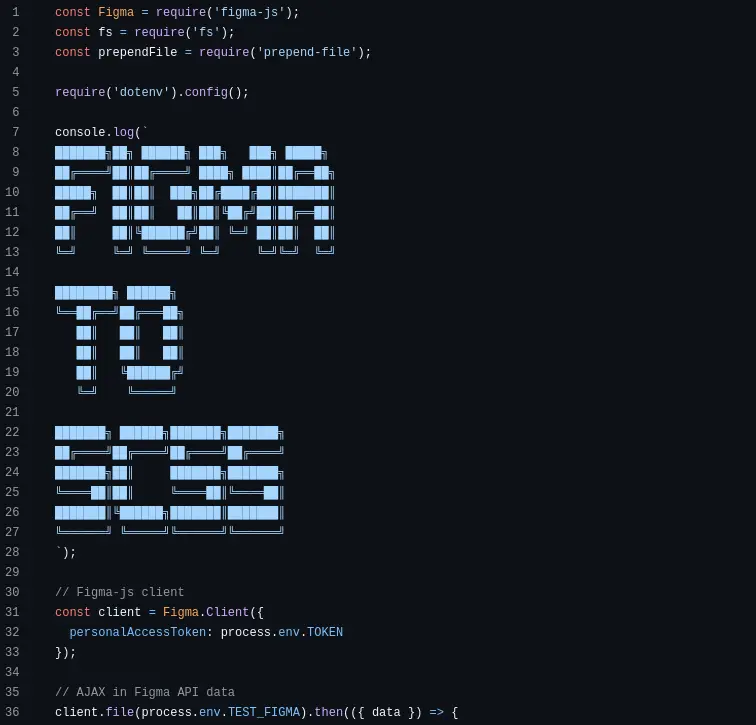 1 const Figma = require('figma-js');
2 const fs = require('fs');
3 const prependFile = require('prepend-file');
4
5 require('dotenv').config();
6
7 console.log(`
8 ███████╗██╗ ██████╗ ███╗   ███╗ █████╗
9 ██╔════╝██║██╔════╝ ████╗ ████║██╔══██╗
10 █████╗  ██║██║  ███╗██╔████╔██║███████║
11 ██╔══╝  ██║██║   ██║██║╚██╔╝██║██╔══██║
12 ██║     ██║╚██████╔╝██║ ╚═╝ ██║██║  ██║
13 ╚═╝     ╚═╝ ╚═════╝ ╚═╝     ╚═╝╚═╝  ╚═╝
14
15 ████████╗ ██████╗
16 ╚══██╔══╝██╔═══██╗
17    ██║   ██║   ██║
18    ██║   ██║   ██║
19    ██║   ╚██████╔╝
20    ╚═╝    ╚═════╝
21
22 ███████╗ ██████╗███████╗███████╗
23 ██╔════╝██╔════╝██╔════╝██╔════╝
24 ███████╗██║     ███████╗███████╗
25 ╚════██║██║     ╚════██║╚════██║
26 ███████║╚██████╗███████║███████║
27 ╚══════╝ ╚═════╝╚══════╝╚══════╝
28 `);
29
30 // Figma-js client
31 const client = Figma.Client({
32   personalAccessToken: process.env.TOKEN
33 });
34
35 // AJAX in Figma API data
36 client.file(process.env.TEST_FIGMA).then(({ data }) => {